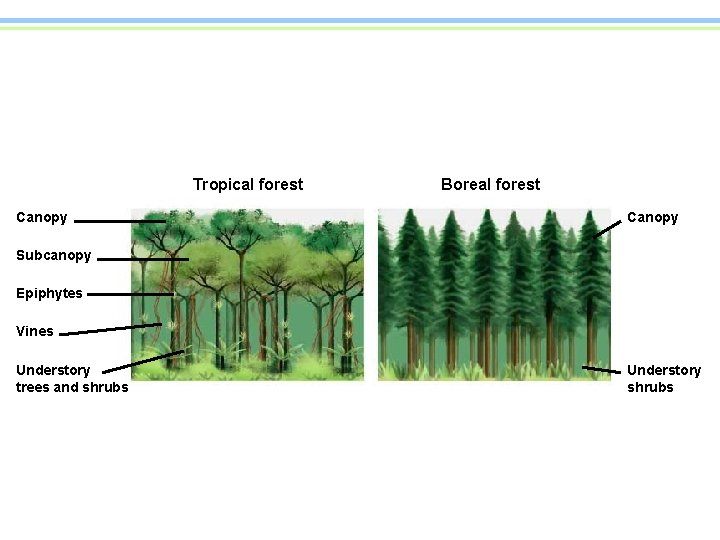 Tropical forest
Boreal forest
Canopy
Subcanopy
Epiphytes
Vines
Understory
trees and shrubs
Canopy
Understory
shrubs